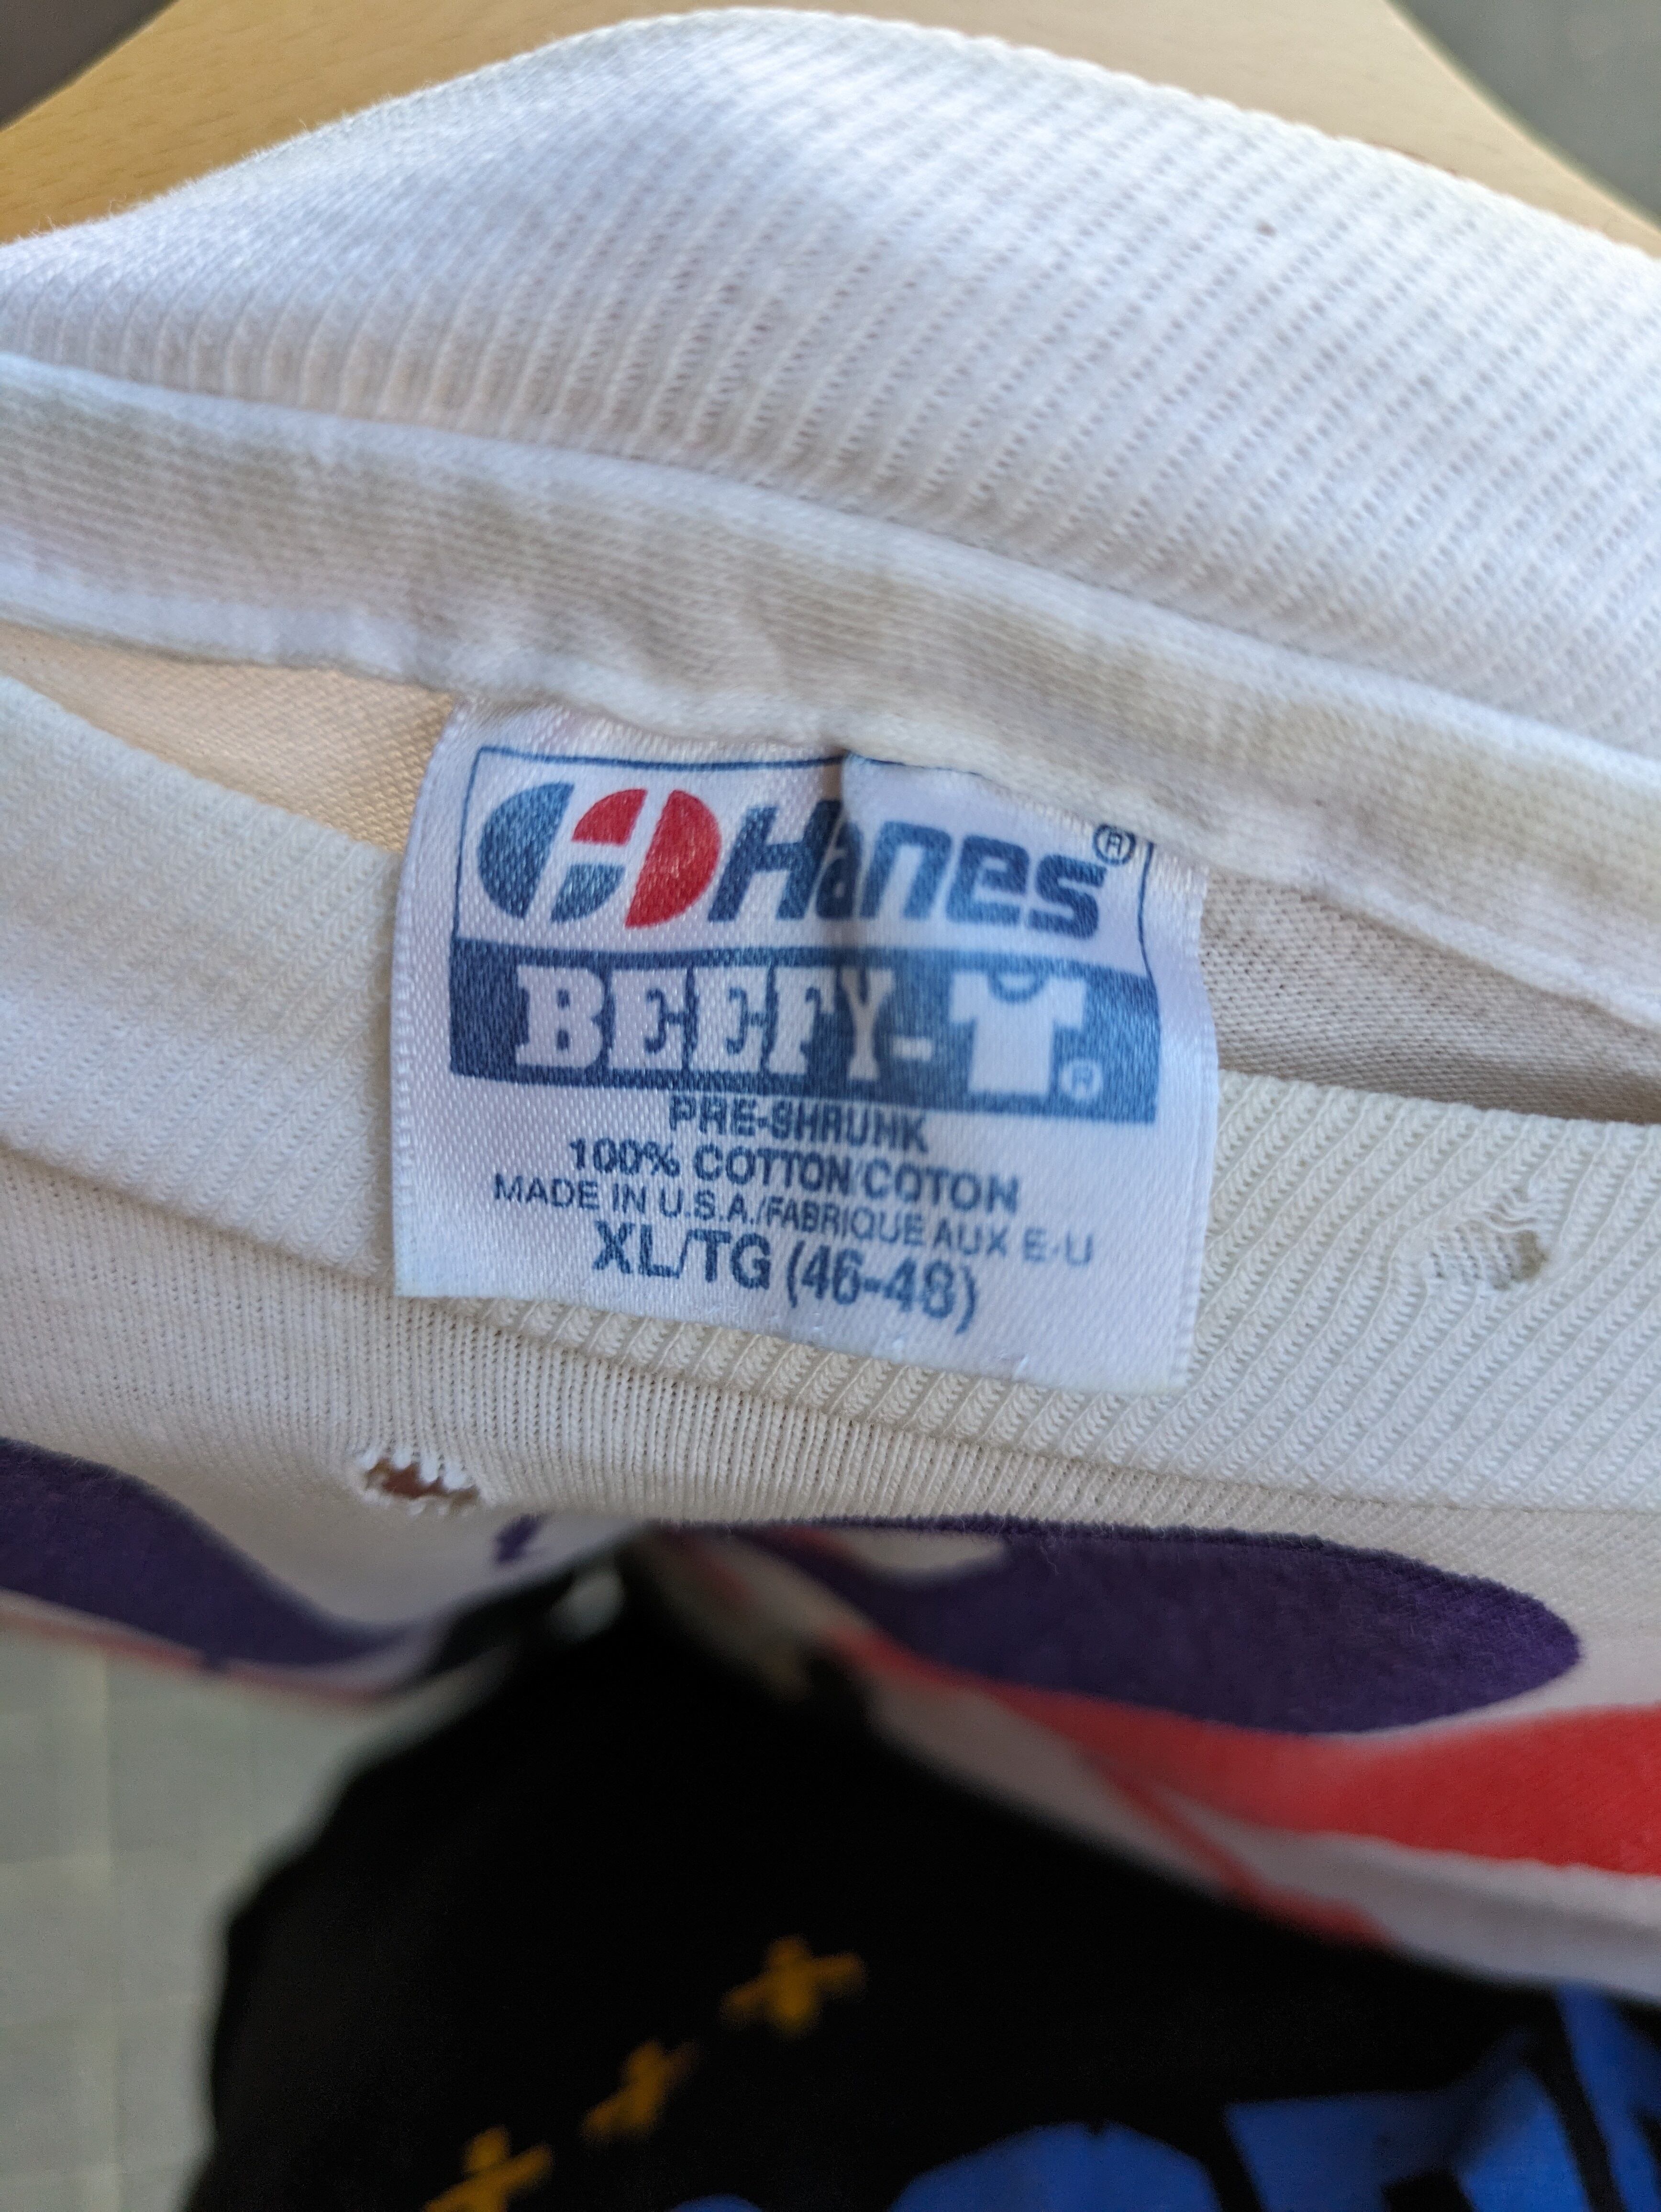 Hanes®
BEEFY-T®
PRE-SHRUNK
100% COTTON/COTON
MADE IN U.S.A./FABRIQUE AUX E-U
XL/TG (46-48)